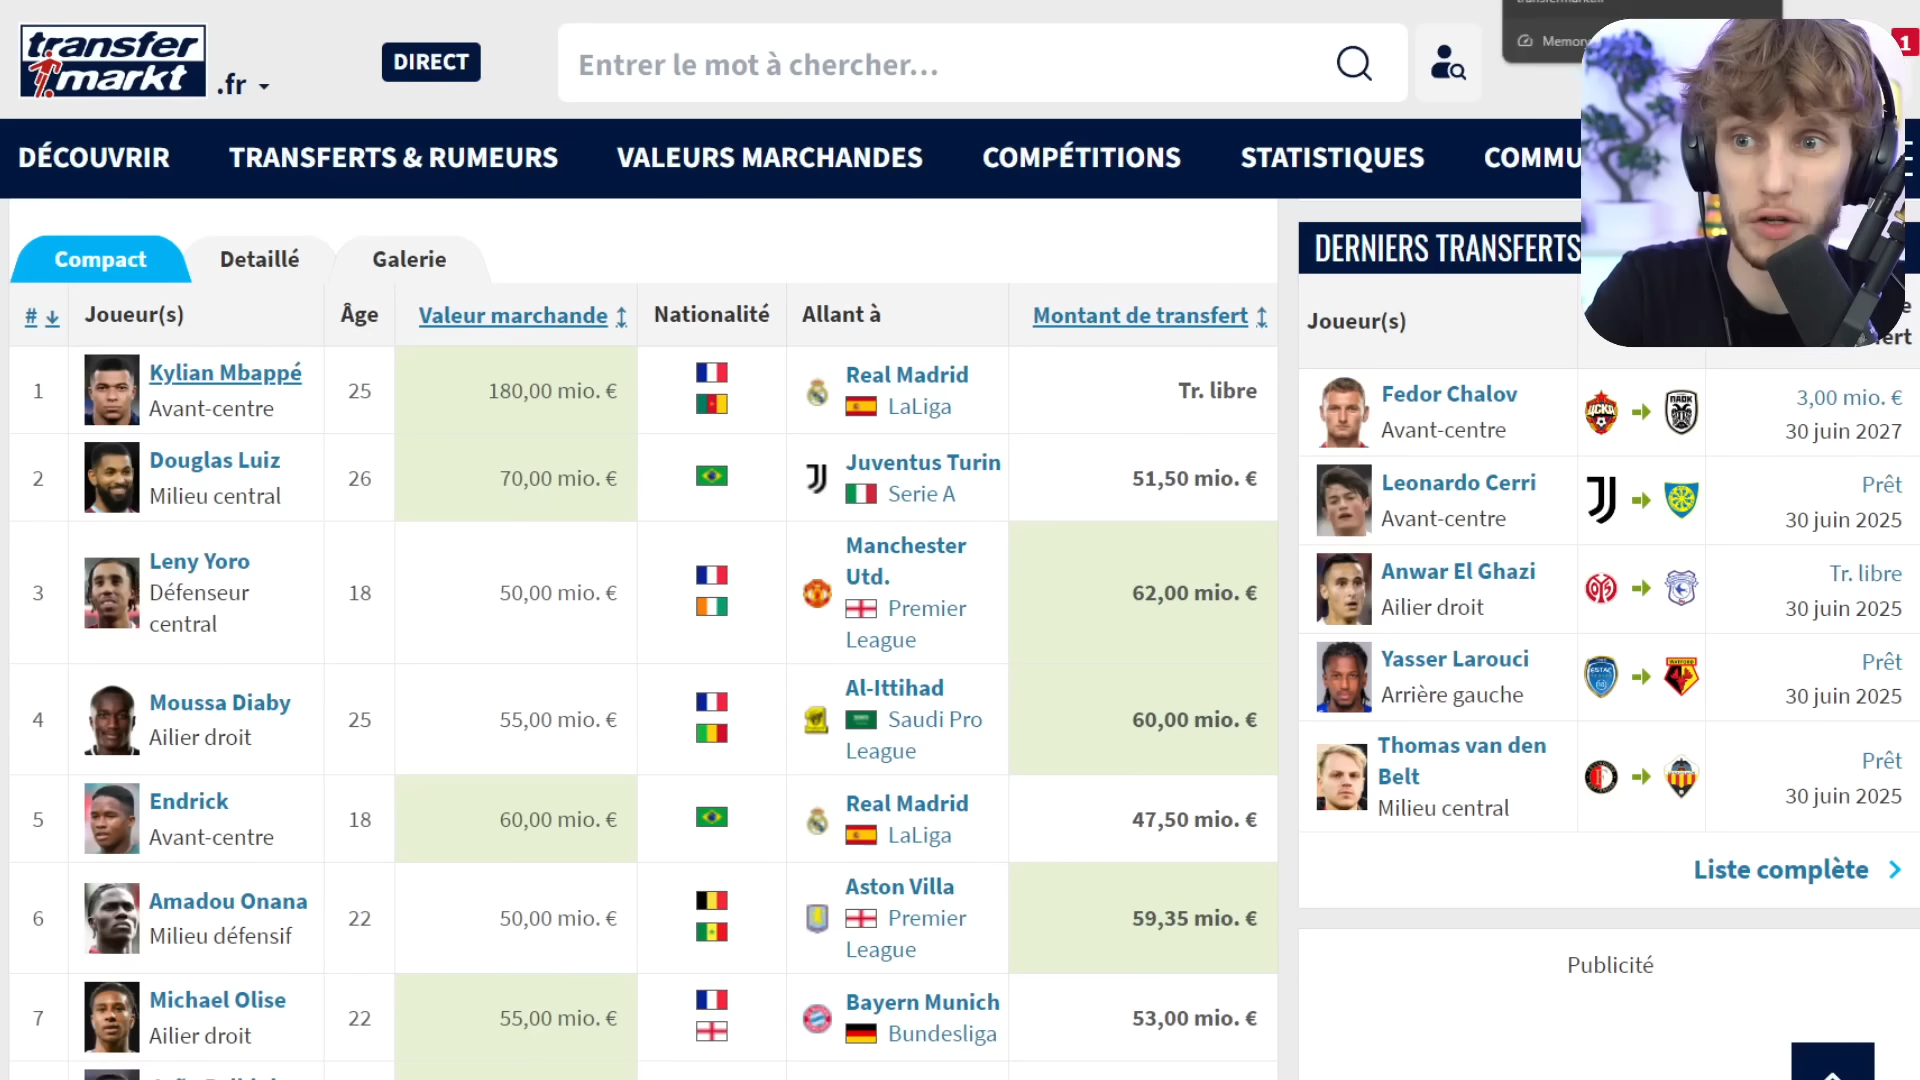 transfermarkt.fr
Memory
transfer
markt
.fr
DIRECT
Entrer le mot à chercher...
1
DÉCOUVRIR
TRANSFERTS & RUMEURS
VALEURS MARCHANDES
COMPÉTITIONS
STATISTIQUES
COMMU
Compact
Detaillé
Galerie
# Joueur(s) Âge Valeur marchande Nationalité Allant à Montant de transfert
1 Kylian Mbappé 25 180,00 mio. € Real Madrid Tr. libre
Avant-centre LaLiga
2 Douglas Luiz 26 70,00 mio. € Juventus Turin 51,50 mio. €
Milieu central Serie A
3 Leny Yoro 18 50,00 mio. € Manchester 62,00 mio. €
Défenseur Utd.
central Premier
League
4 Moussa Diaby 25 55,00 mio. € Al-Ittihad 60,00 mio. €
Ailier droit Saudi Pro
League
5 Endrick 18 60,00 mio. € Real Madrid 47,50 mio. €
Avant-centre LaLiga
6 Amadou Onana 22 50,00 mio. € Aston Villa 59,35 mio. €
Milieu défensif Premier
League
7 Michael Olise 22 55,00 mio. € Bayern Munich 53,00 mio. €
Ailier droit Bundesliga
DERNIERS TRANSFERTS
Joueur(s)
Fedor Chalov 3,00 mio. €
Avant-centre 30 juin 2027
Leonardo Cerri Prêt
Avant-centre 30 juin 2025
Anwar El Ghazi Tr. libre
Ailier droit 30 juin 2025
Yasser Larouci Prêt
Arrière gauche 30 juin 2025
Thomas van den Prêt
Belt 30 juin 2025
Milieu central
Liste complète
Publicité